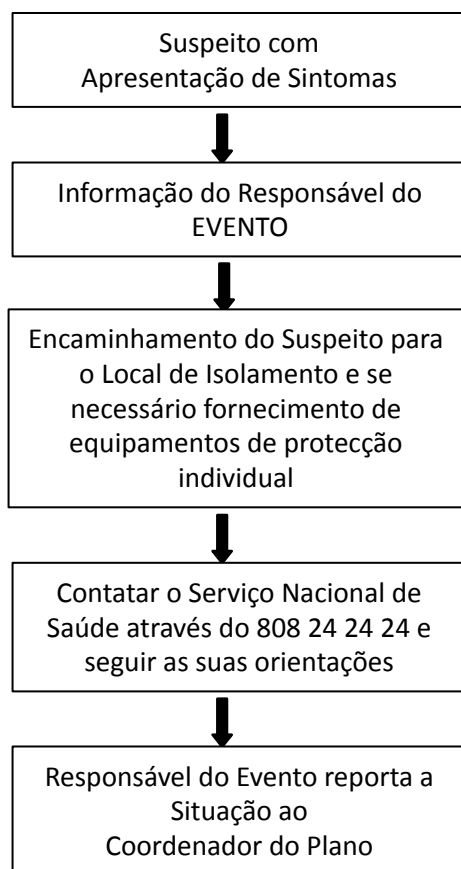 Suspeito com
Apresentação de Sintomas
Informação do Responsável do
EVENTO
Encaminhamento do Suspeito para
o Local de Isolamento e se
necessário fornecimento de
equipamentos de protecção
individual
Contatar o Serviço Nacional de
Saúde através do 808 24 24 24 e
seguir as suas orientações
Responsável do Evento reporta a
Situação ao
Coordenador do Plano